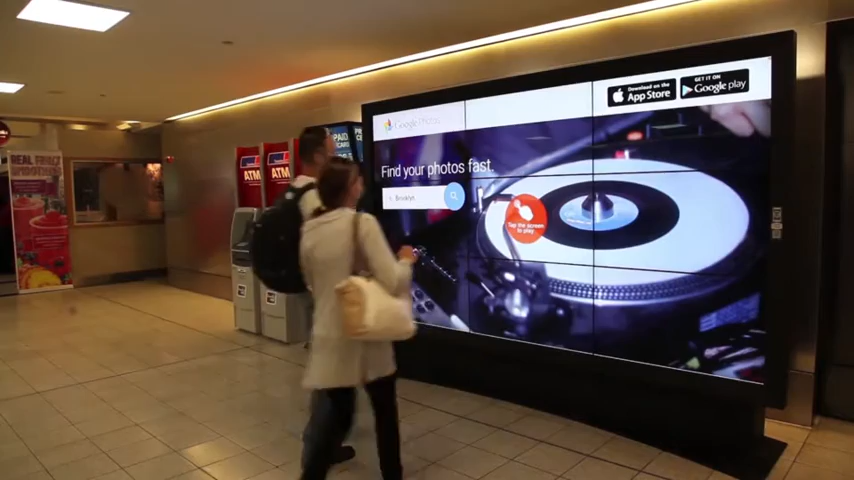 Download on the
App Store
GET IT ON
Google play
Google Photos
Find your photos fast.
Brooklyn
Tap the screen
to play
ATM
ATM
REAL FRUIT
SMOOTHIES